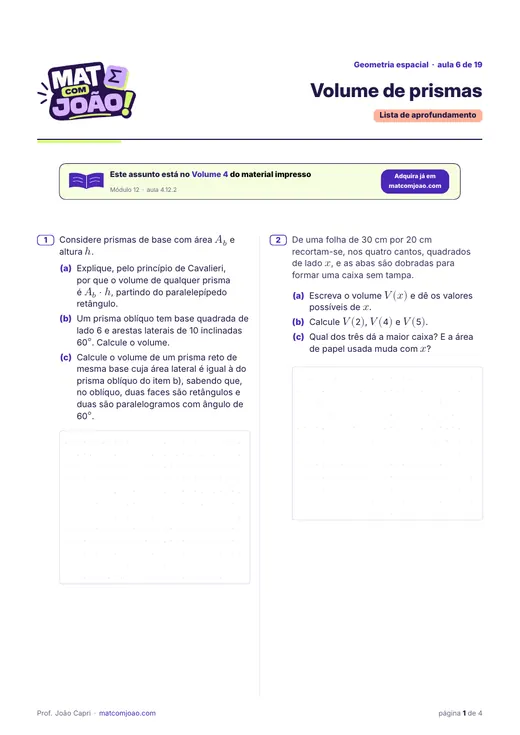 MAT Σ
COM
JOÃO!
Geometria espacial · aula 6 de 19
Volume de prismas
Lista de aprofundamento
Este assunto está no Volume 4 do material impresso
Módulo 12 · aula 4.12.2
Adquira já em
matcomjoao.com
1 Considere prismas de base com área A_b e
altura h.
(a) Explique, pelo princípio de Cavalieri,
por que o volume de qualquer prisma
é A_b · h, partindo do paralelepípedo
retângulo.
(b) Um prisma oblíquo tem base quadrada de
lado 6 e arestas laterais de 10 inclinadas
60°. Calcule o volume.
(c) Calcule o volume de um prisma reto de
mesma base cuja área lateral é igual à do
prisma oblíquo do item b), sabendo que,
no oblíquo, duas faces são retângulos e
duas são paralelogramos com ângulo de
60°.
2 De uma folha de 30 cm por 20 cm
recortam-se, nos quatro cantos, quadrados
de lado x, e as abas são dobradas para
formar uma caixa sem tampa.
(a) Escreva o volume V(x) e dê os valores
possíveis de x.
(b) Calcule V(2), V(4) e V(5).
(c) Qual dos três dá a maior caixa? E a área
de papel usada muda com x?
Prof. João Capri · matcomjoao.com
página 1 de 4